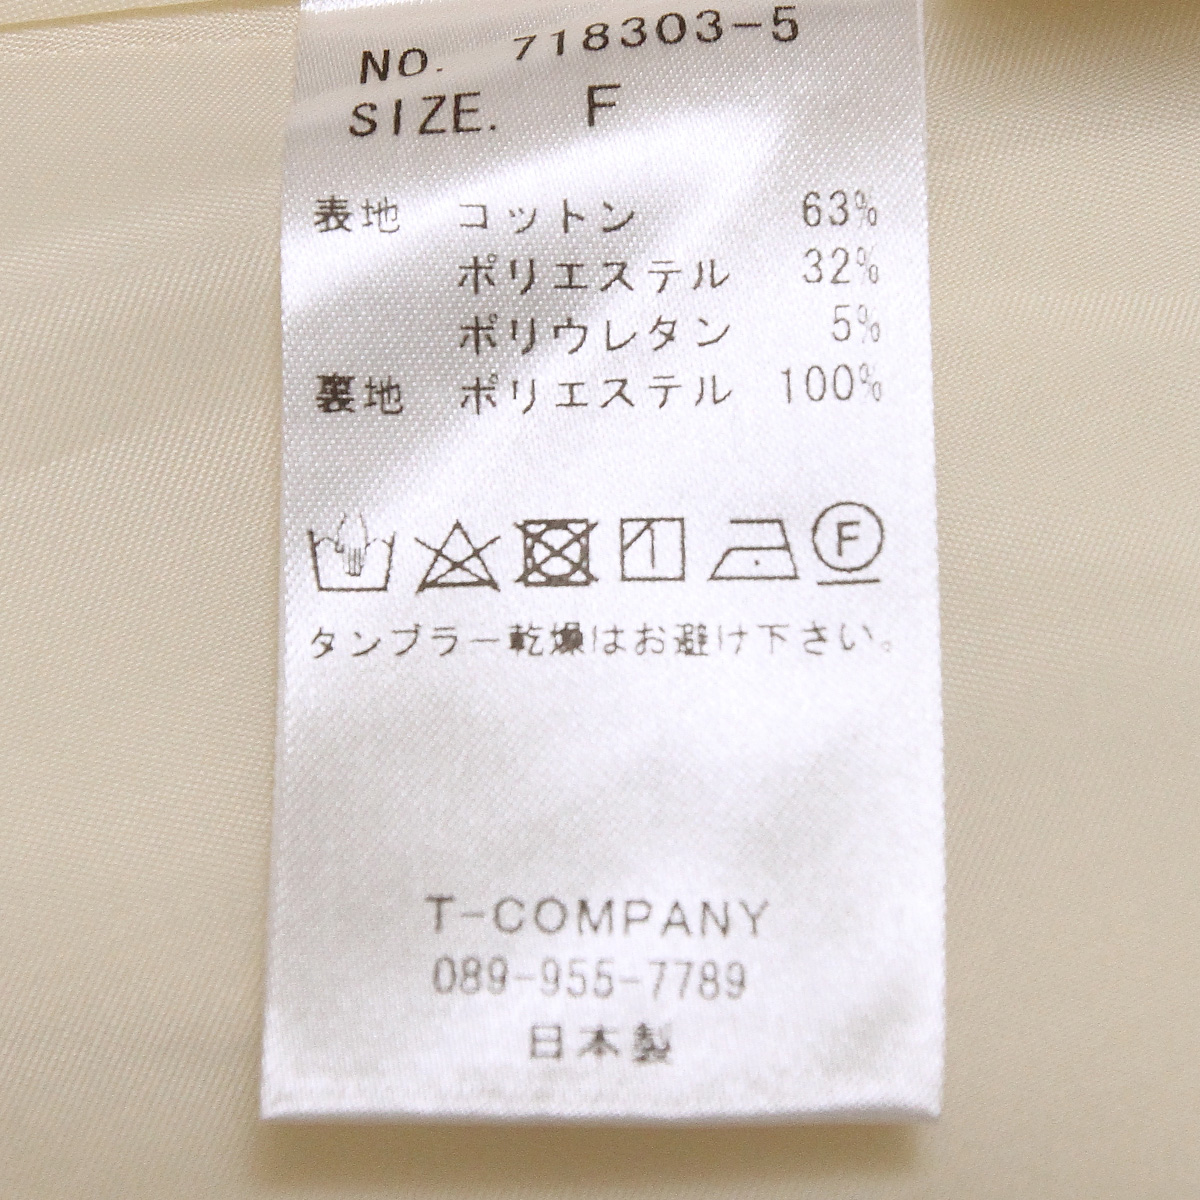 NO. 718303-5
SIZE. F
表地 コットン 63%
ポリエステル 32%
ポリウレタン 5%
裏地 ポリエステル 100%
F
タンブラー乾燥はお避け下さい。
T-COMPANY
089-955-7789
日本製